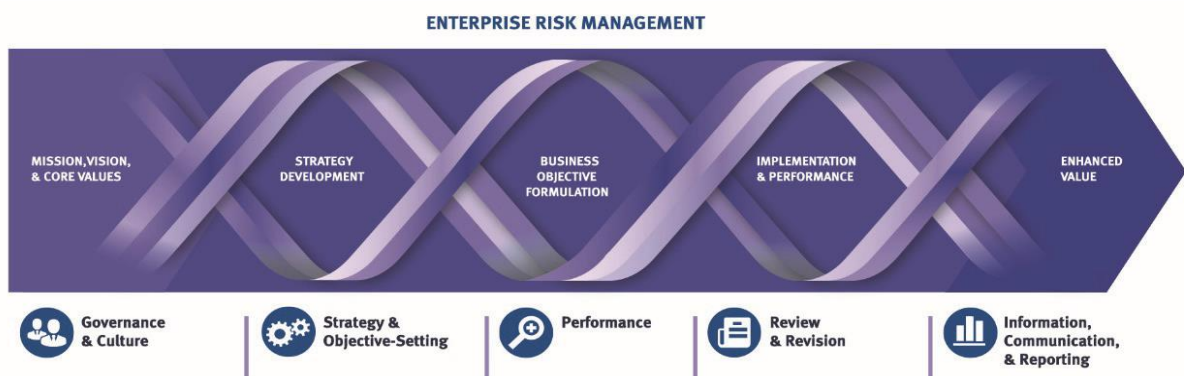 ENTERPRISE RISK MANAGEMENT
MISSION,VISION,
& CORE VALUES
STRATEGY
DEVELOPMENT
BUSINESS
OBJECTIVE
FORMULATION
IMPLEMENTATION
& PERFORMANCE
ENHANCED
VALUE
Governance
& Culture
Strategy &
Objective-Setting
Performance
Review
& Revision
Information,
Communication,
& Reporting